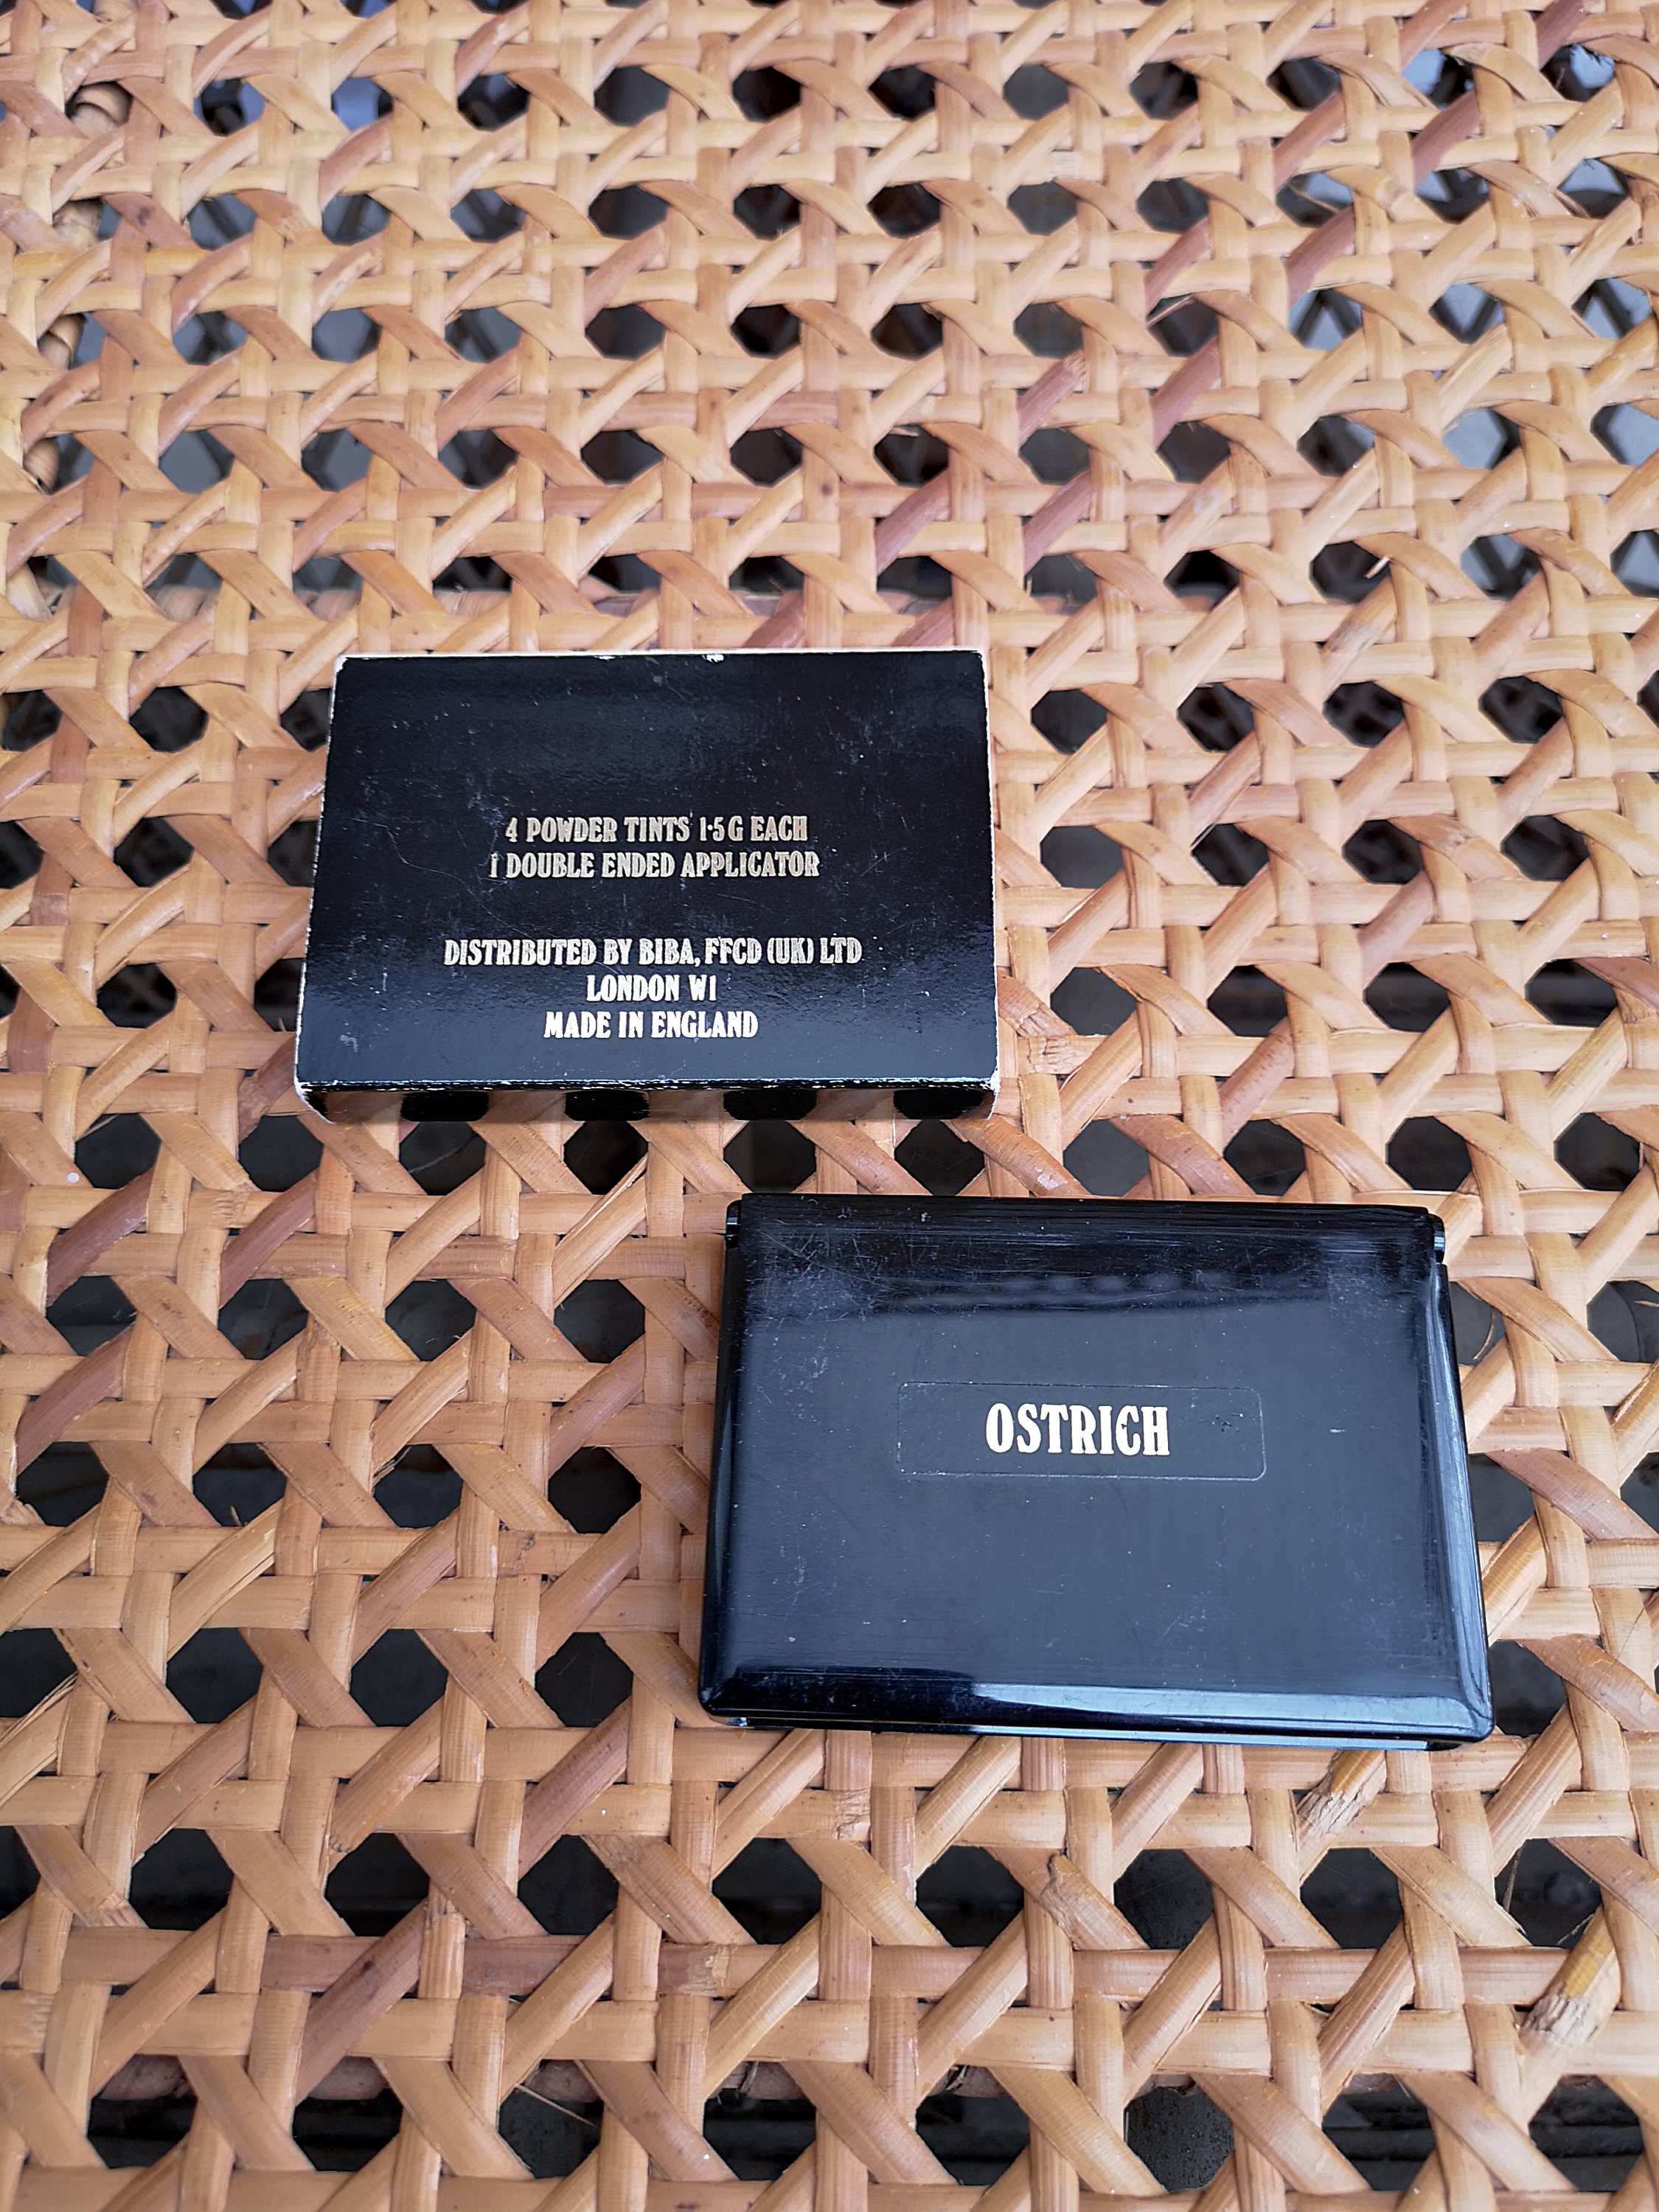 4 POWDER TINTS 1·5 G EACH
1 DOUBLE ENDED APPLICATOR
DISTRIBUTED BY BIBA, FFCD (UK) LTD
LONDON W1
MADE IN ENGLAND
OSTRICH